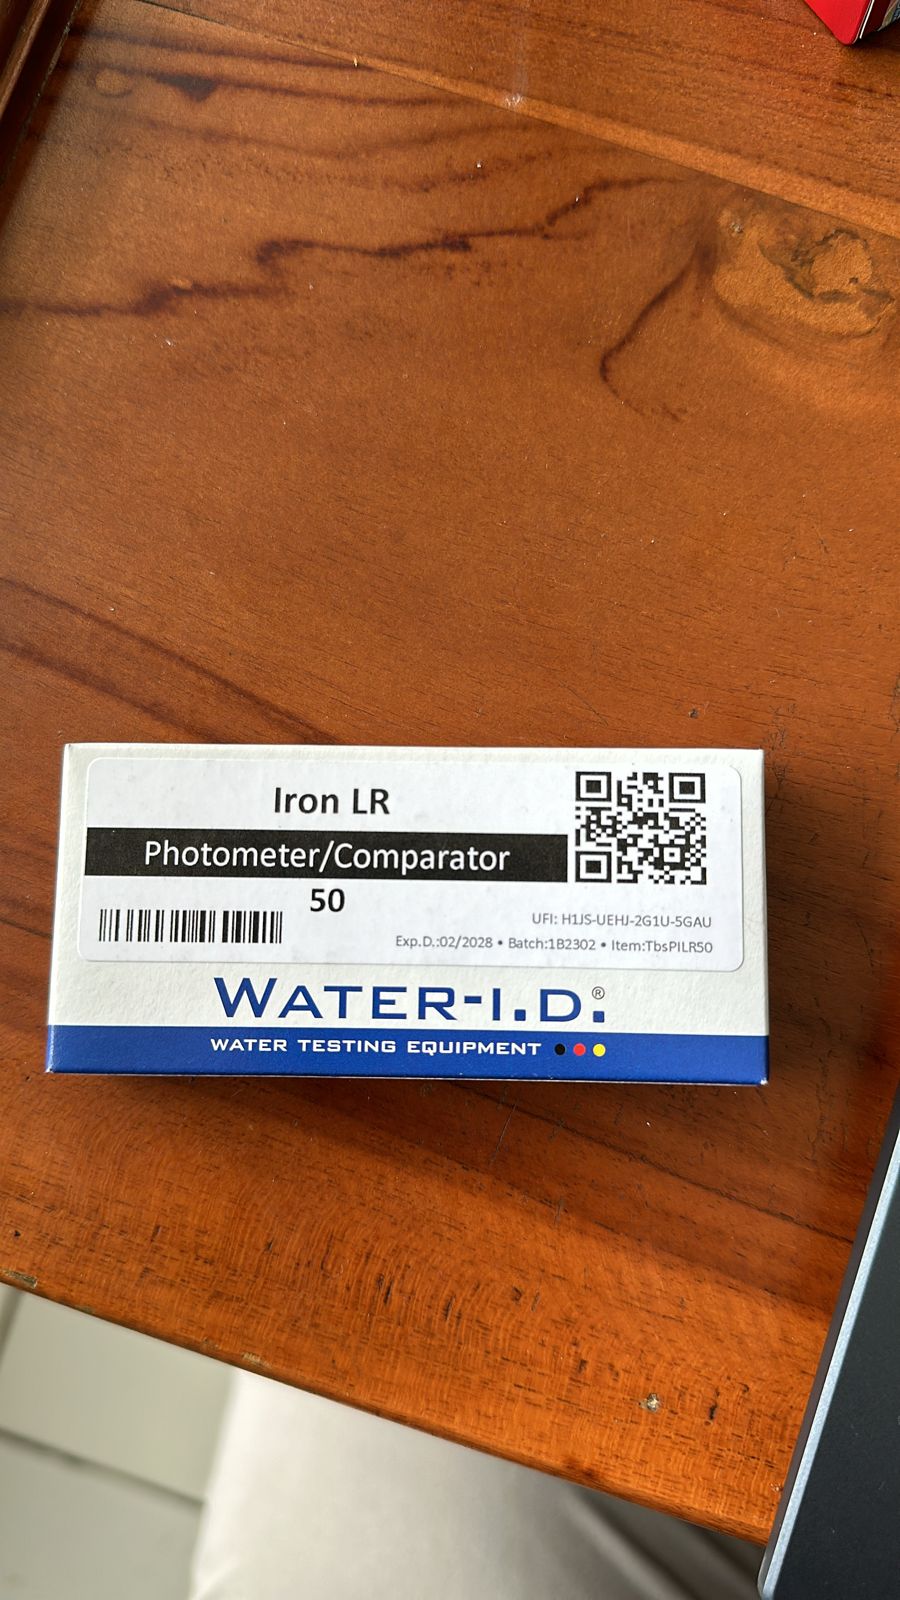 Iron LR
Photometer/Comparator
50
UFI: H1JS-UEHJ-2G1U-5GAU
Exp.D.:02/2028 • Batch:1B2302 • Item:TbsPILR50
WATER-I.D.®
WATER TESTING EQUIPMENT